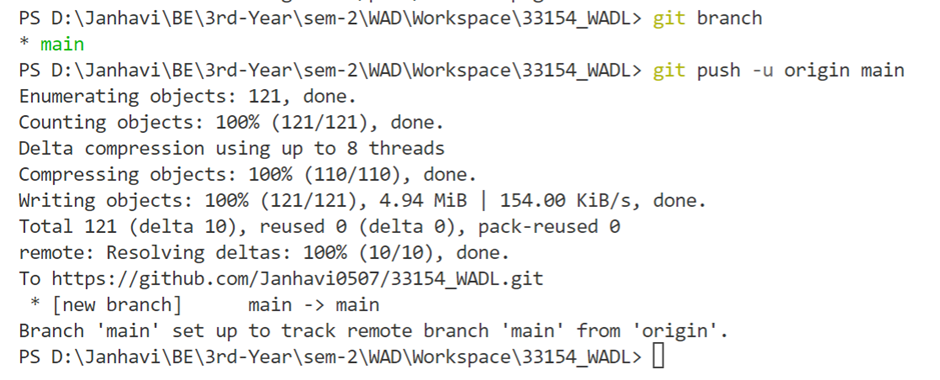 PS D:\Janhavi\BE\3rd-Year\sem-2\WAD\Workspace\33154_WADL> git branch
* main
PS D:\Janhavi\BE\3rd-Year\sem-2\WAD\Workspace\33154_WADL> git push -u origin main
Enumerating objects: 121, done.
Counting objects: 100% (121/121), done.
Delta compression using up to 8 threads
Compressing objects: 100% (110/110), done.
Writing objects: 100% (121/121), 4.94 MiB | 154.00 KiB/s, done.
Total 121 (delta 10), reused 0 (delta 0), pack-reused 0
remote: Resolving deltas: 100% (10/10), done.
To https://github.com/Janhavi0507/33154_WADL.git
 * [new branch]      main -> main
Branch 'main' set up to track remote branch 'main' from 'origin'.
PS D:\Janhavi\BE\3rd-Year\sem-2\WAD\Workspace\33154_WADL>